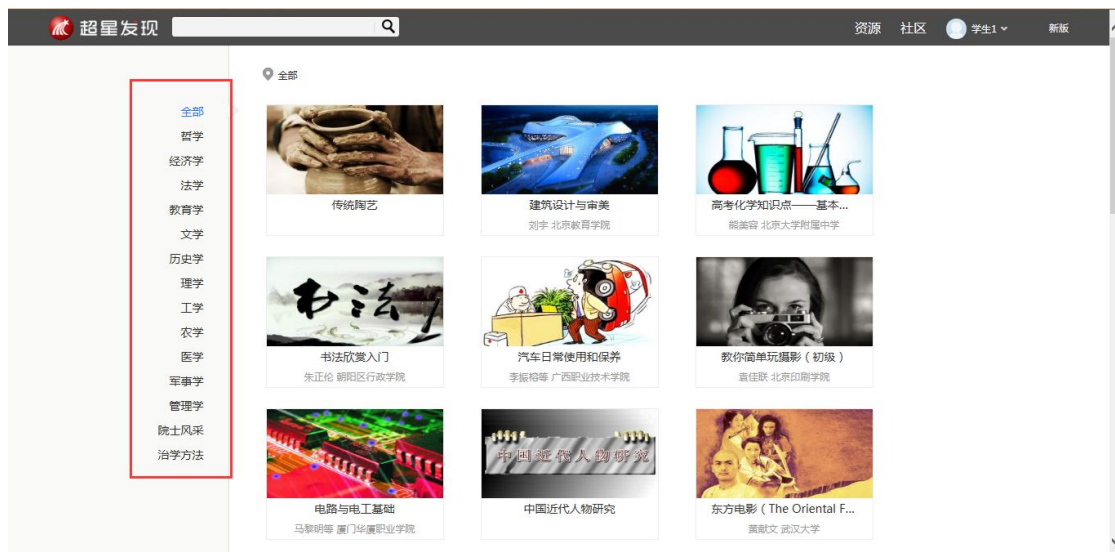 超星发现
资源 社区 学生1 新版
全部
全部
哲学
经济学
法学
教育学
文学
历史学
理学
工学
农学
医学
军事学
管理学
院士风采
治学方法
传统陶艺
建筑设计与审美
高考化学知识点——基本...
刘宇 北京教育学院
熊美容 北京大学附属中学
书法
书法欣赏入门
汽车日常使用和保养
教你简单玩摄影(初级)
朱正伦 朝阳区行政学院
李振榕等 广西职业技术学院
袁佳联 北京印刷学院
中国近代人物研究
电路与电工基础
中国近代人物研究
东方电影(The Oriental F...
马黎明等 厦门华厦职业学院
黄献文 武汉大学